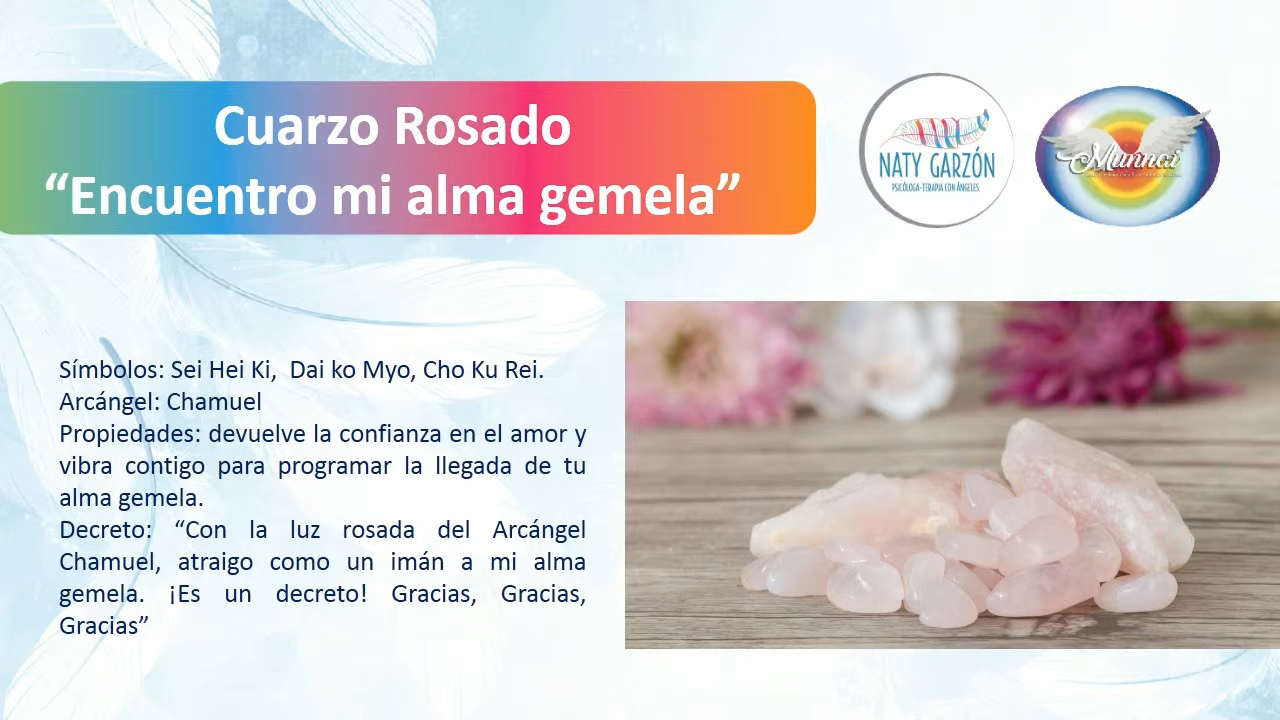 Cuarzo Rosado
“Encuentro mi alma gemela”
NATY GARZÓN
PSICÓLOGA-TERAPIA CON ÁNGELES
Munnai
Símbolos: Sei Hei Ki,  Dai ko Myo, Cho Ku Rei.
Arcángel: Chamuel
Propiedades: devuelve la confianza en el amor y
vibra contigo para programar la llegada de tu
alma gemela.
Decreto: “Con la luz rosada del Arcángel
Chamuel, atraigo como un imán a mi alma
gemela. ¡Es un decreto! Gracias, Gracias,
Gracias”